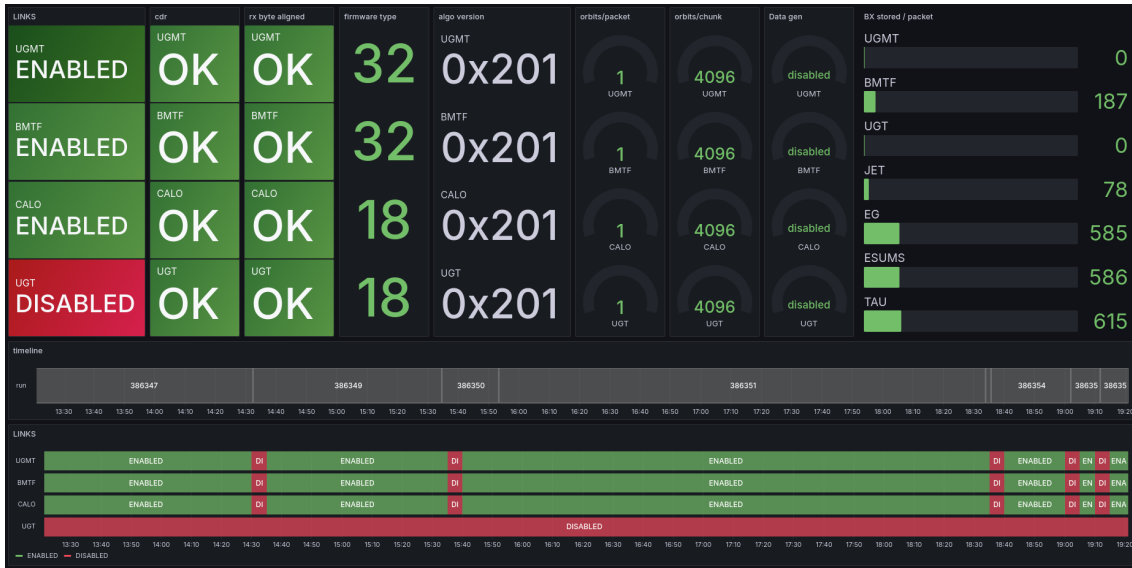 LINKS
cdr
rx byte aligned
firmware type
algo version
orbits/packet
orbits/chunk
Data gen
BX stored / packet
UGMT
ENABLED
UGMT
OK
UGMT
OK
32
UGMT
0x201
1
UGMT
4096
UGMT
disabled
UGMT
BMTF
ENABLED
BMTF
OK
BMTF
OK
32
BMTF
0x201
1
BMTF
4096
BMTF
disabled
BMTF
CALO
ENABLED
CALO
OK
CALO
OK
18
CALO
0x201
1
CALO
4096
CALO
disabled
CALO
UGT
DISABLED
UGT
OK
UGT
OK
18
UGT
0x201
1
UGT
4096
UGT
disabled
UGT
UGMT
0
BMTF
187
UGT
0
JET
78
EG
585
ESUMS
586
TAU
615
timeline
run 386347 386349 386350 386351 386354 38635 38635
13:30 13:40 13:50 14:00 14:10 14:20 14:30 14:40 14:50 15:00 15:10 15:20 15:30 15:40 15:50 16:00 16:10 16:20 16:30 16:40 16:50 17:00 17:10 17:20 17:30 17:40 17:50 18:00 18:10 18:20 18:30 18:40 18:50 19:00 19:10 19:20
LINKS
UGMT ENABLED DI ENABLED DI ENABLED DI ENABLED DI EN DI ENA
BMTF ENABLED DI ENABLED DI ENABLED DI ENABLED DI EN DI ENA
CALO ENABLED DI ENABLED DI ENABLED DI ENABLED DI EN DI ENA
UGT DISABLED
13:30 13:40 13:50 14:00 14:10 14:20 14:30 14:40 14:50 15:00 15:10 15:20 15:30 15:40 15:50 16:00 16:10 16:20 16:30 16:40 16:50 17:00 17:10 17:20 17:30 17:40 17:50 18:00 18:10 18:20 18:30 18:40 18:50 19:00 19:10 19:20
ENABLED DISABLED